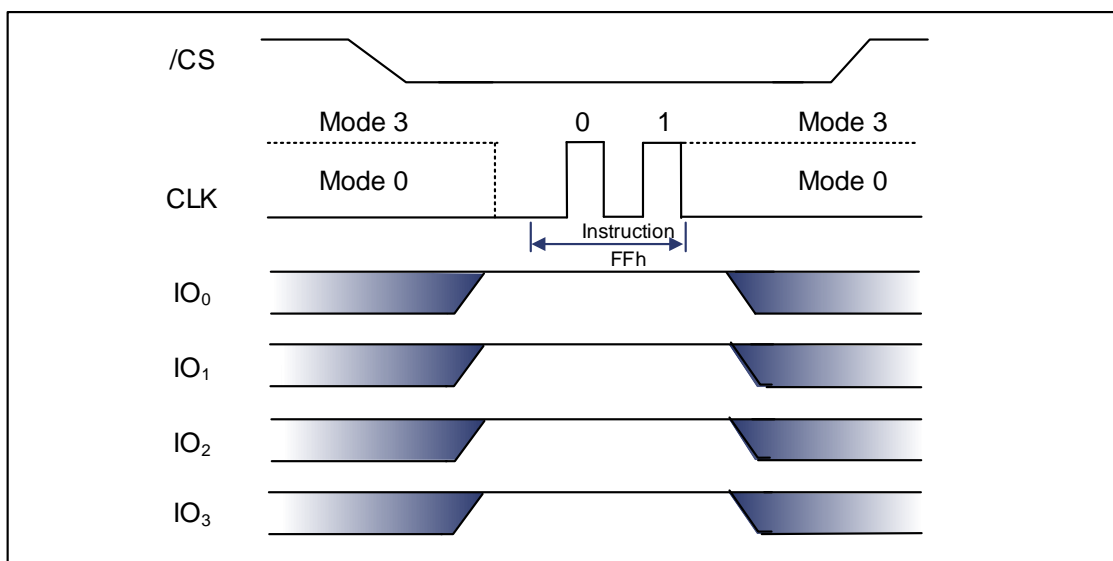 /CS
Mode 3 0 1 Mode 3
Mode 0 Mode 0
CLK
Instruction
FFh
IO₀
IO₁
IO₂
IO₃